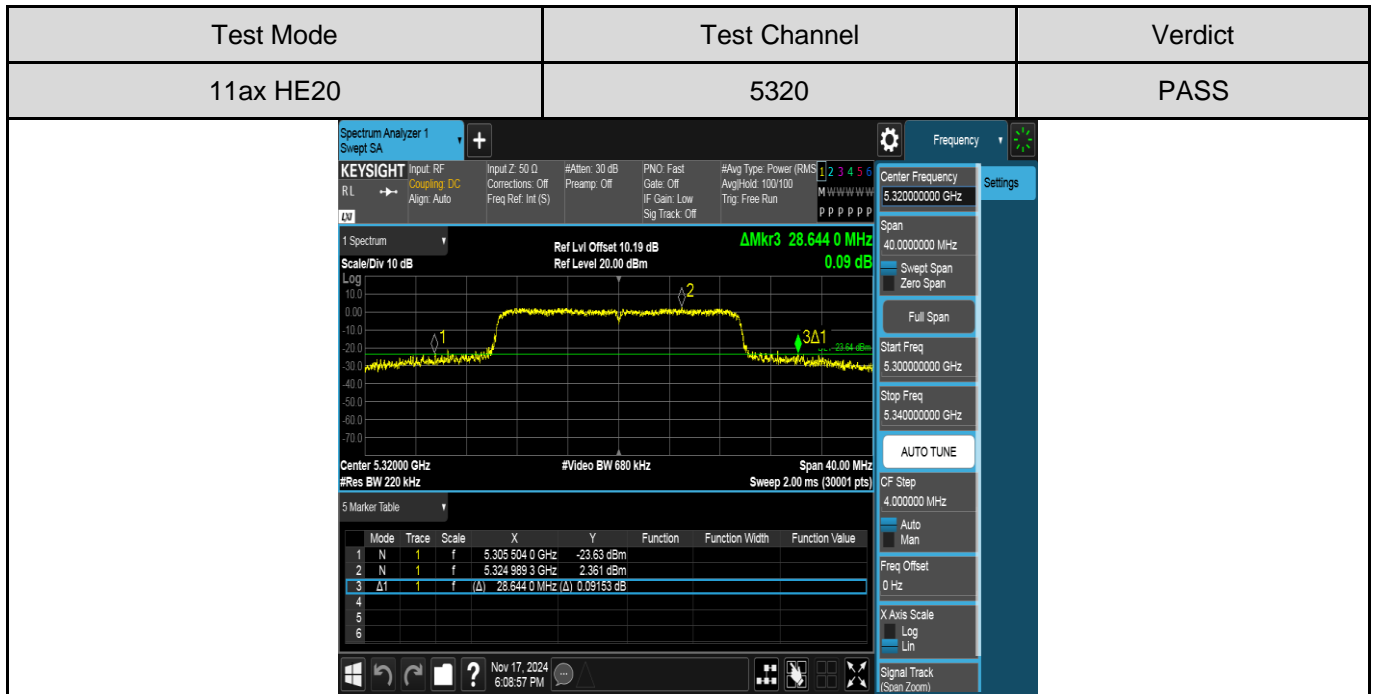 Test Mode Test Channel Verdict
11ax HE20 5320 PASS
Spectrum Analyzer 1
Swept SA
Frequency
KEYSIGHT Input: RF Input Z: 50 Ω #Atten: 30 dB PNO: Fast #Avg Type: Power (RMS 1 2 3 4 5 6
RL Coupling: DC Corrections: Off Preamp: Off Gate: Off Avg|Hold: 100/100 M W W W W W
Align: Auto Freq Ref: Int (S) IF Gain: Low Trig: Free Run
LXI Sig Track: Off P P P P P P
1 Spectrum
Ref Lvl Offset 10.19 dB ΔMkr3 28.644 0 MHz
Scale/Div 10 dB Ref Level 20.00 dBm 0.09 dB
Log
10.0
0.00
-10.0
-20.0
-30.0
-40.0
-50.0
-60.0
-70.0
1
2
3Δ1
-23.64 dBm
Center 5.32000 GHz #Video BW 680 kHz Span 40.00 MHz
#Res BW 220 kHz Sweep 2.00 ms (30001 pts)
5 Marker Table
Mode Trace Scale X Y Function Function Width Function Value
1 N 1 f 5.305 504 0 GHz -23.63 dBm
2 N 1 f 5.324 989 3 GHz 2.361 dBm
3 Δ1 1 f (Δ) 28.644 0 MHz (Δ) 0.09153 dB
4
5
6
Nov 17, 2024
6:08:57 PM
Center Frequency
5.320000000 GHz
Settings
Span
40.0000000 MHz
Swept Span
Zero Span
Full Span
Start Freq
5.300000000 GHz
Stop Freq
5.340000000 GHz
AUTO TUNE
CF Step
4.000000 MHz
Auto
Man
Freq Offset
0 Hz
X Axis Scale
Log
Lin
Signal Track
(Span Zoom)